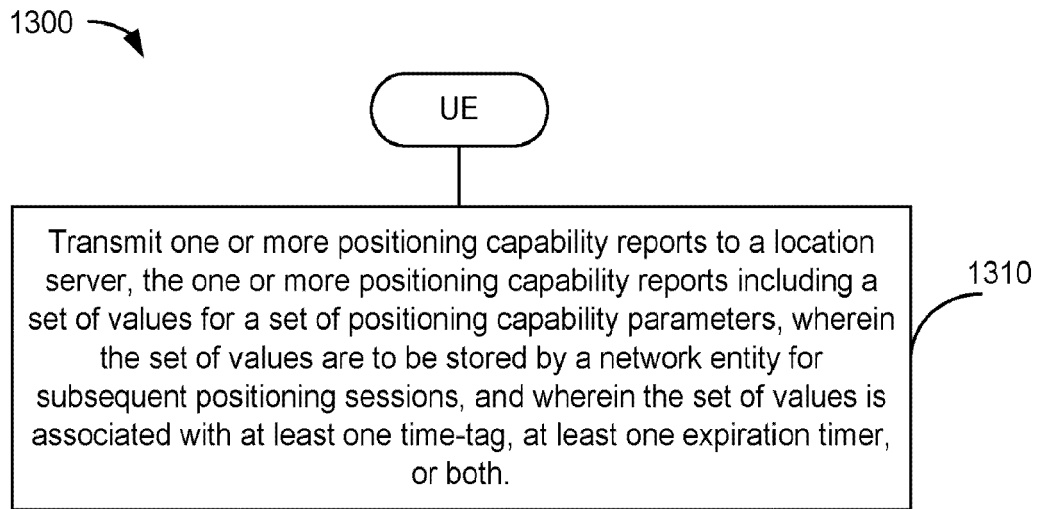 1300
UE
Transmit one or more positioning capability reports to a location
server, the one or more positioning capability reports including a
set of values for a set of positioning capability parameters, wherein
the set of values are to be stored by a network entity for
subsequent positioning sessions, and wherein the set of values is
associated with at least one time-tag, at least one expiration timer,
or both.
1310